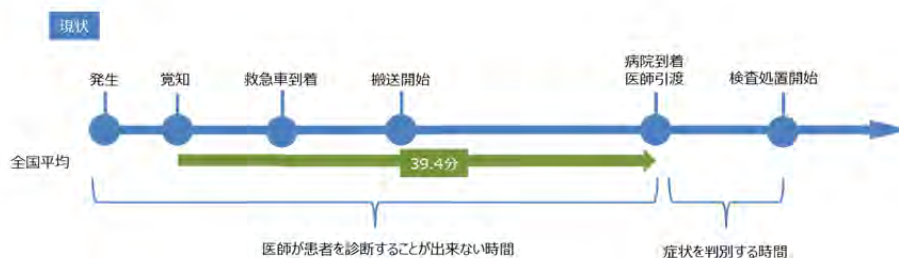 現状
発生
覚知
救急車到着
搬送開始
病院到着
医師引渡
検査処置開始
全国平均
39.4分
医師が患者を診断することが出来ない時間
症状を判別する時間